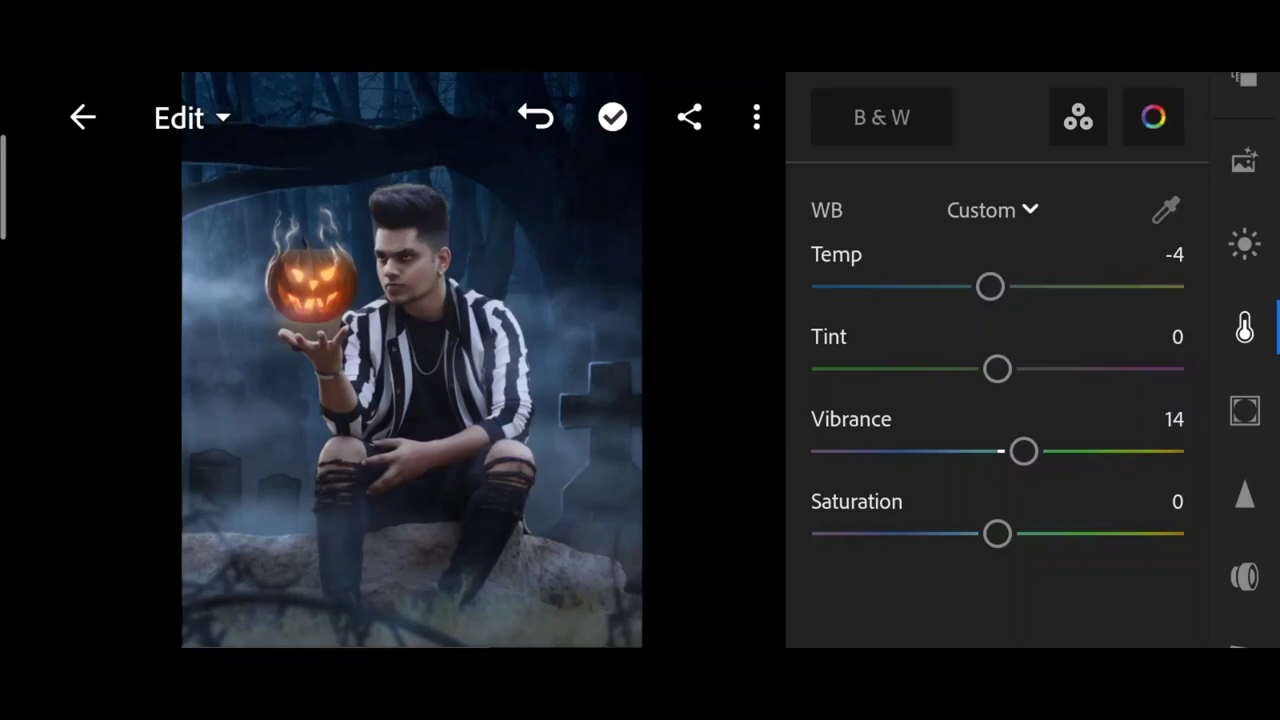 Edit
B & W
WB Custom
Temp -4
Tint 0
Vibrance 14
Saturation 0